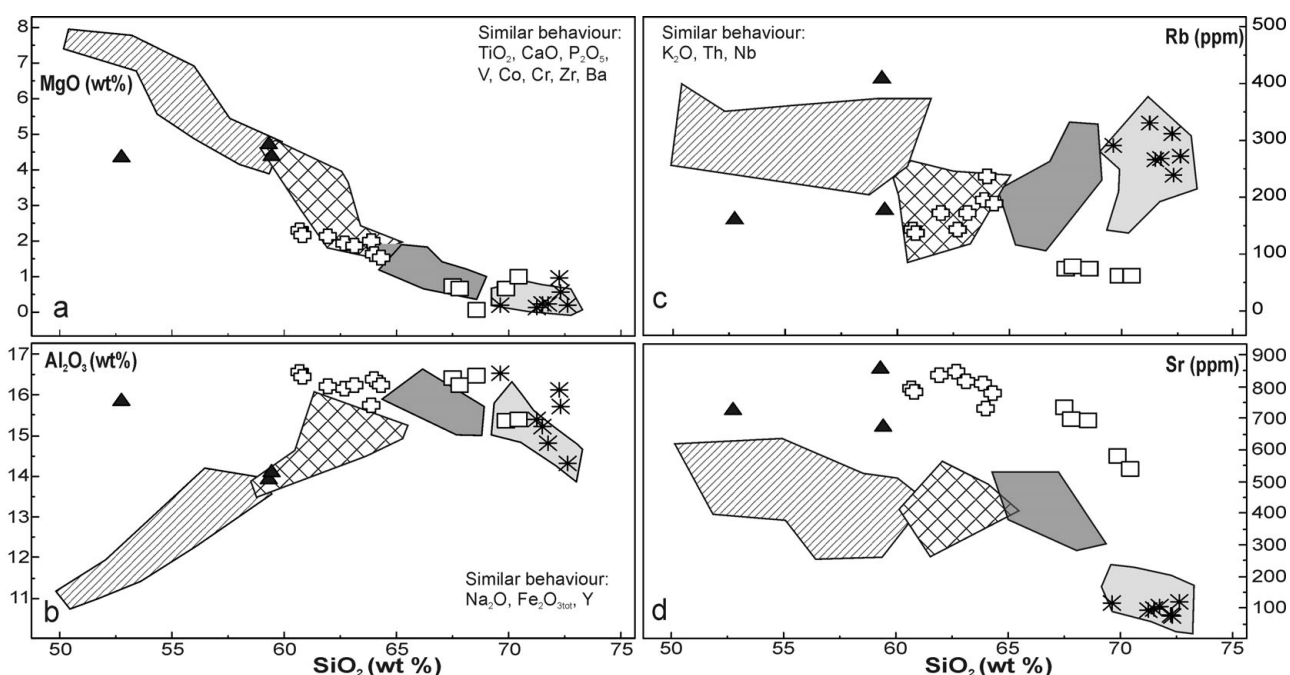 8
7
6
5
4
3
2
1
0
MgO (wt%)
Similar behaviour:
TiO₂, CaO, P₂O₅,
V, Co, Cr, Zr, Ba
a
Similar behaviour:
K₂O, Th, Nb
Rb (ppm)
500
400
300
200
100
0
c
17
16
15
14
13
12
11
Al₂O₃ (wt%)
Similar behaviour:
Na₂O, Fe₂O₃tot, Y
b
50 55 60 65 70 75
SiO₂ (wt %)
Sr (ppm)
900
800
700
600
500
400
300
200
100
d
50 55 60 65 70 75
SiO₂ (wt %)